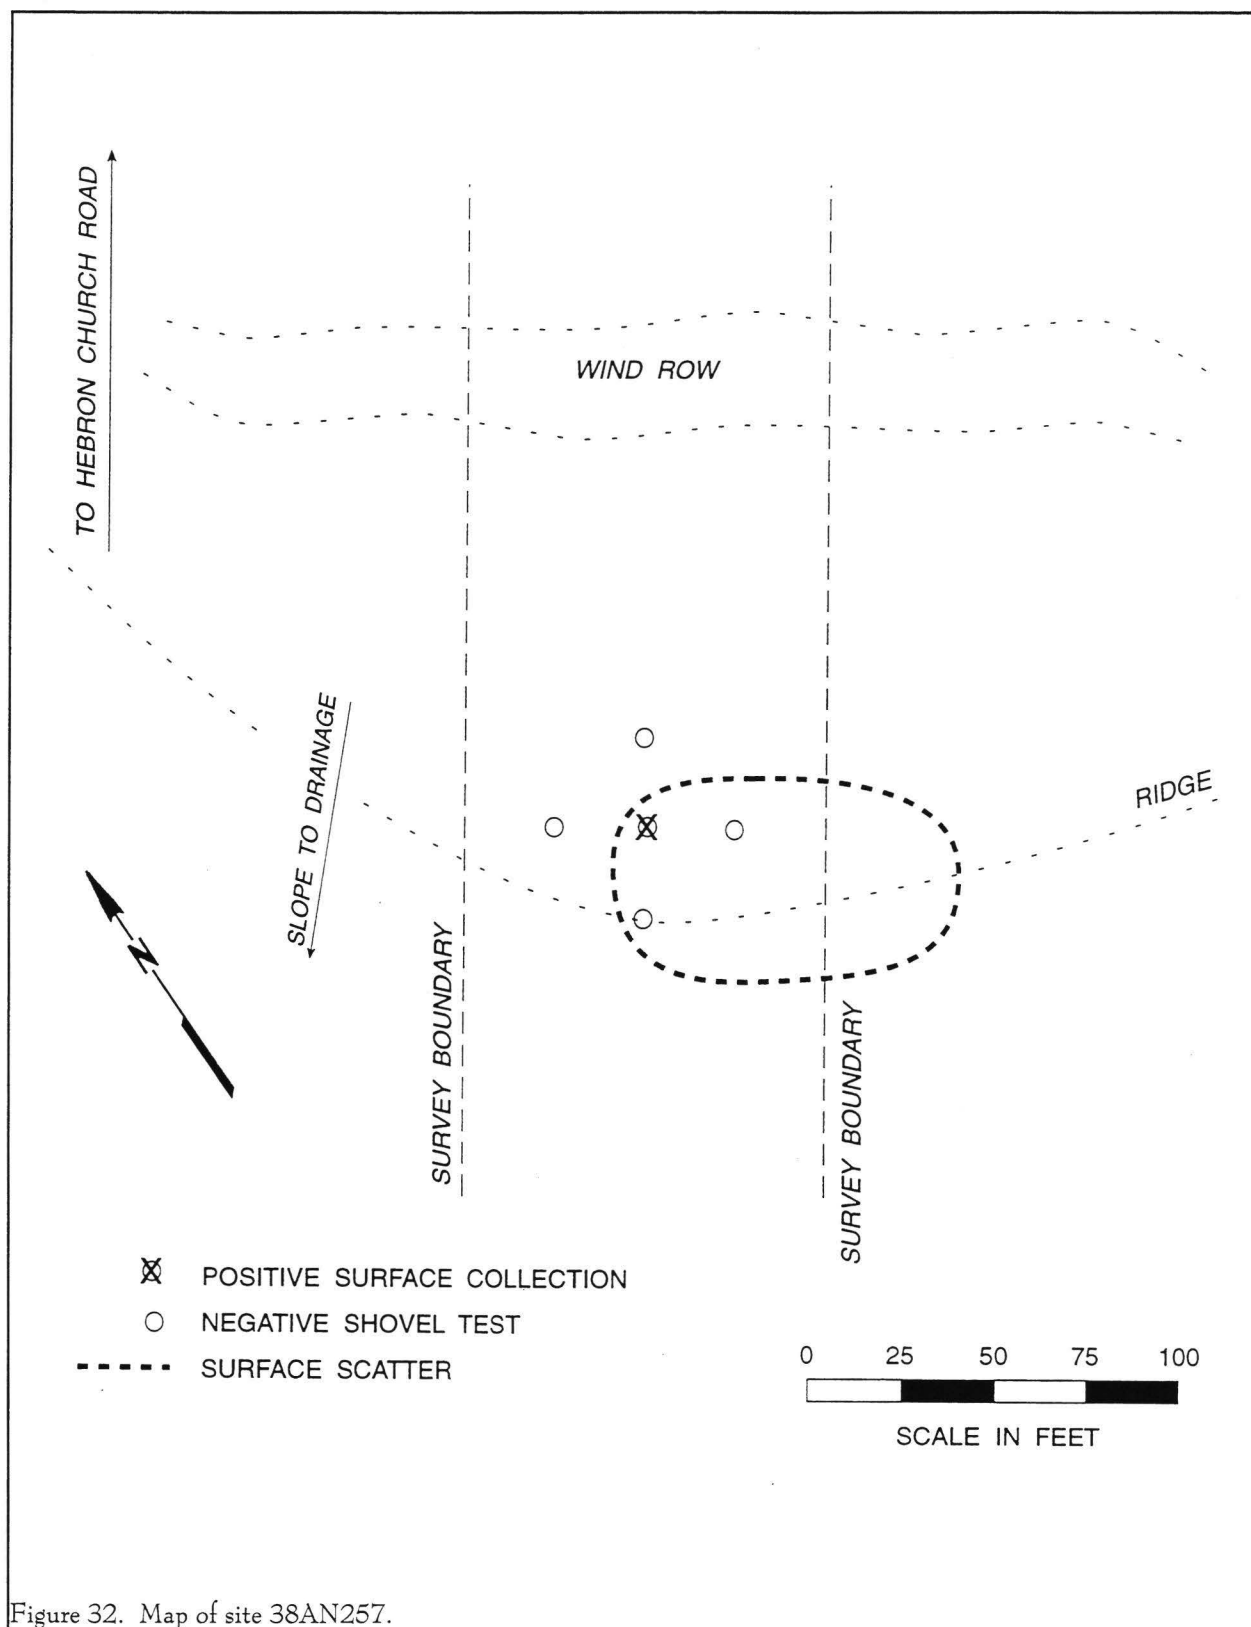 TO HEBRON CHURCH ROAD
WIND ROW
SLOPE TO DRAINAGE
RIDGE
N
SURVEY BOUNDARY
SURVEY BOUNDARY
POSITIVE SURFACE COLLECTION
NEGATIVE SHOVEL TEST
SURFACE SCATTER
0 25 50 75 100
SCALE IN FEET
Figure 32. Map of site 38AN257.